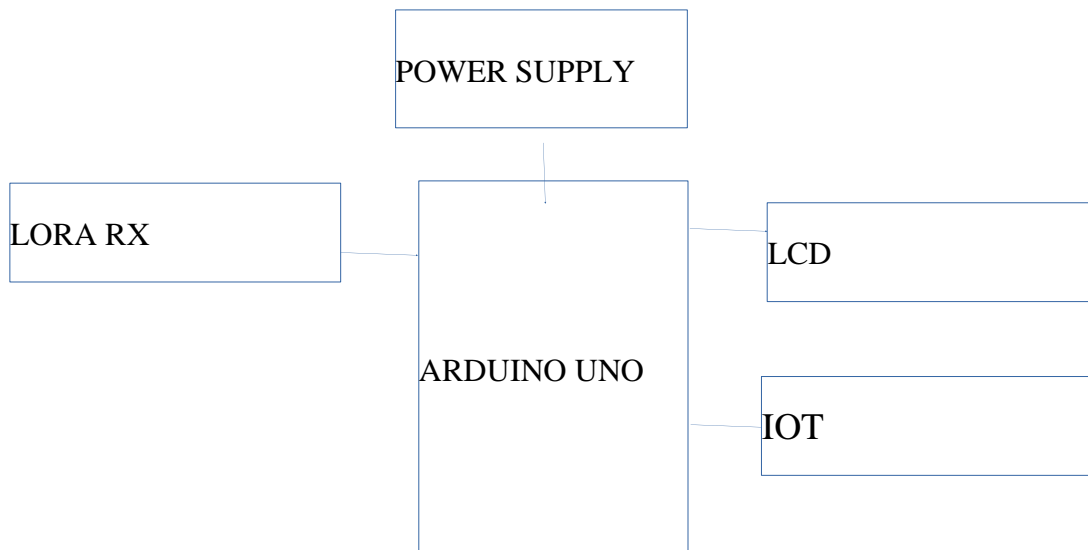 POWER SUPPLY
LORA RX
LCD
ARDUINO UNO
IOT